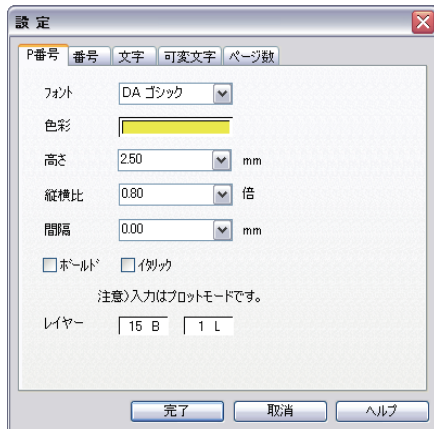 設 定
P番号 番号 文字 可変文字 ページ数
ﾌｫﾝﾄ DA ゴシック
色彩
高さ 2.50 mm
縦横比 0.80 倍
間隔 0.00 mm
ﾎﾞｰﾙﾄﾞ ｲﾀﾘｯｸ
注意)入力はプロットモードです。
レイヤー 15 B 1 L
完了 取消 ヘルプ